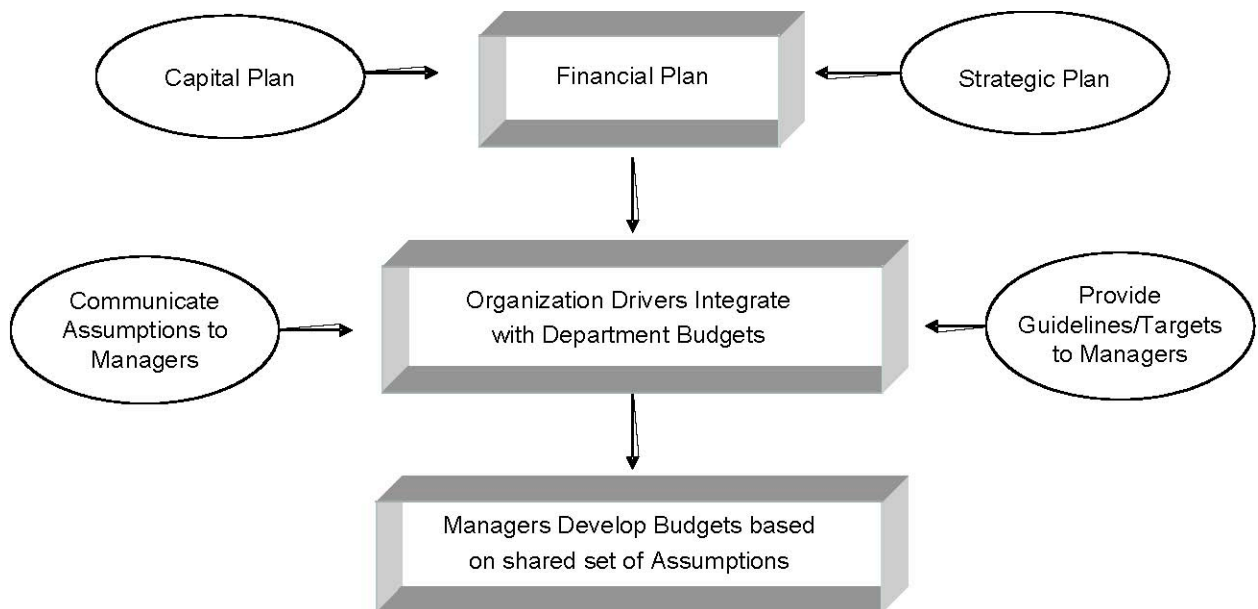 Capital Plan
Financial Plan
Strategic Plan
Communicate
Assumptions to
Managers
Organization Drivers Integrate
with Department Budgets
Provide
Guidelines/Targets
to Managers
Managers Develop Budgets based
on shared set of Assumptions